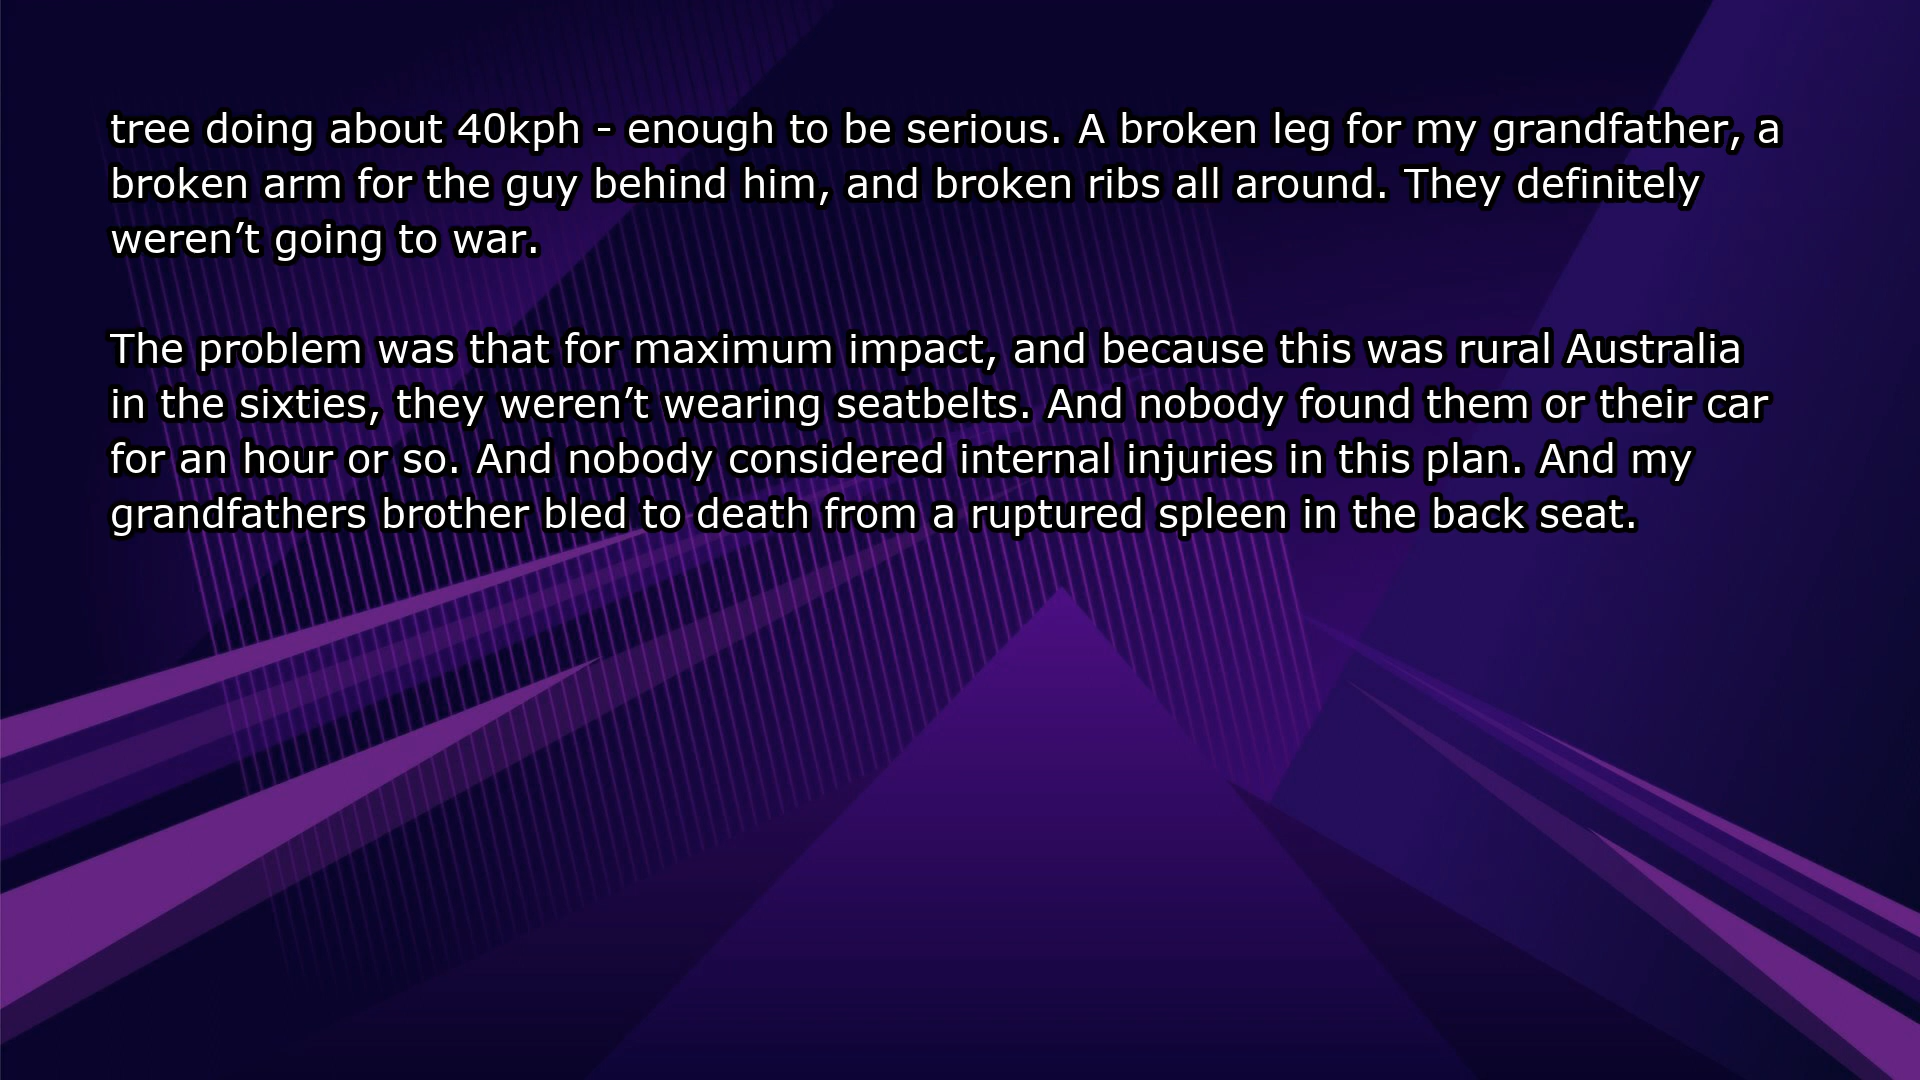 tree doing about 40kph - enough to be serious. A broken leg for my grandfather, a
broken arm for the guy behind him, and broken ribs all around. They definitely
weren’t going to war.
The problem was that for maximum impact, and because this was rural Australia
in the sixties, they weren’t wearing seatbelts. And nobody found them or their car
for an hour or so. And nobody considered internal injuries in this plan. And my
grandfathers brother bled to death from a ruptured spleen in the back seat.